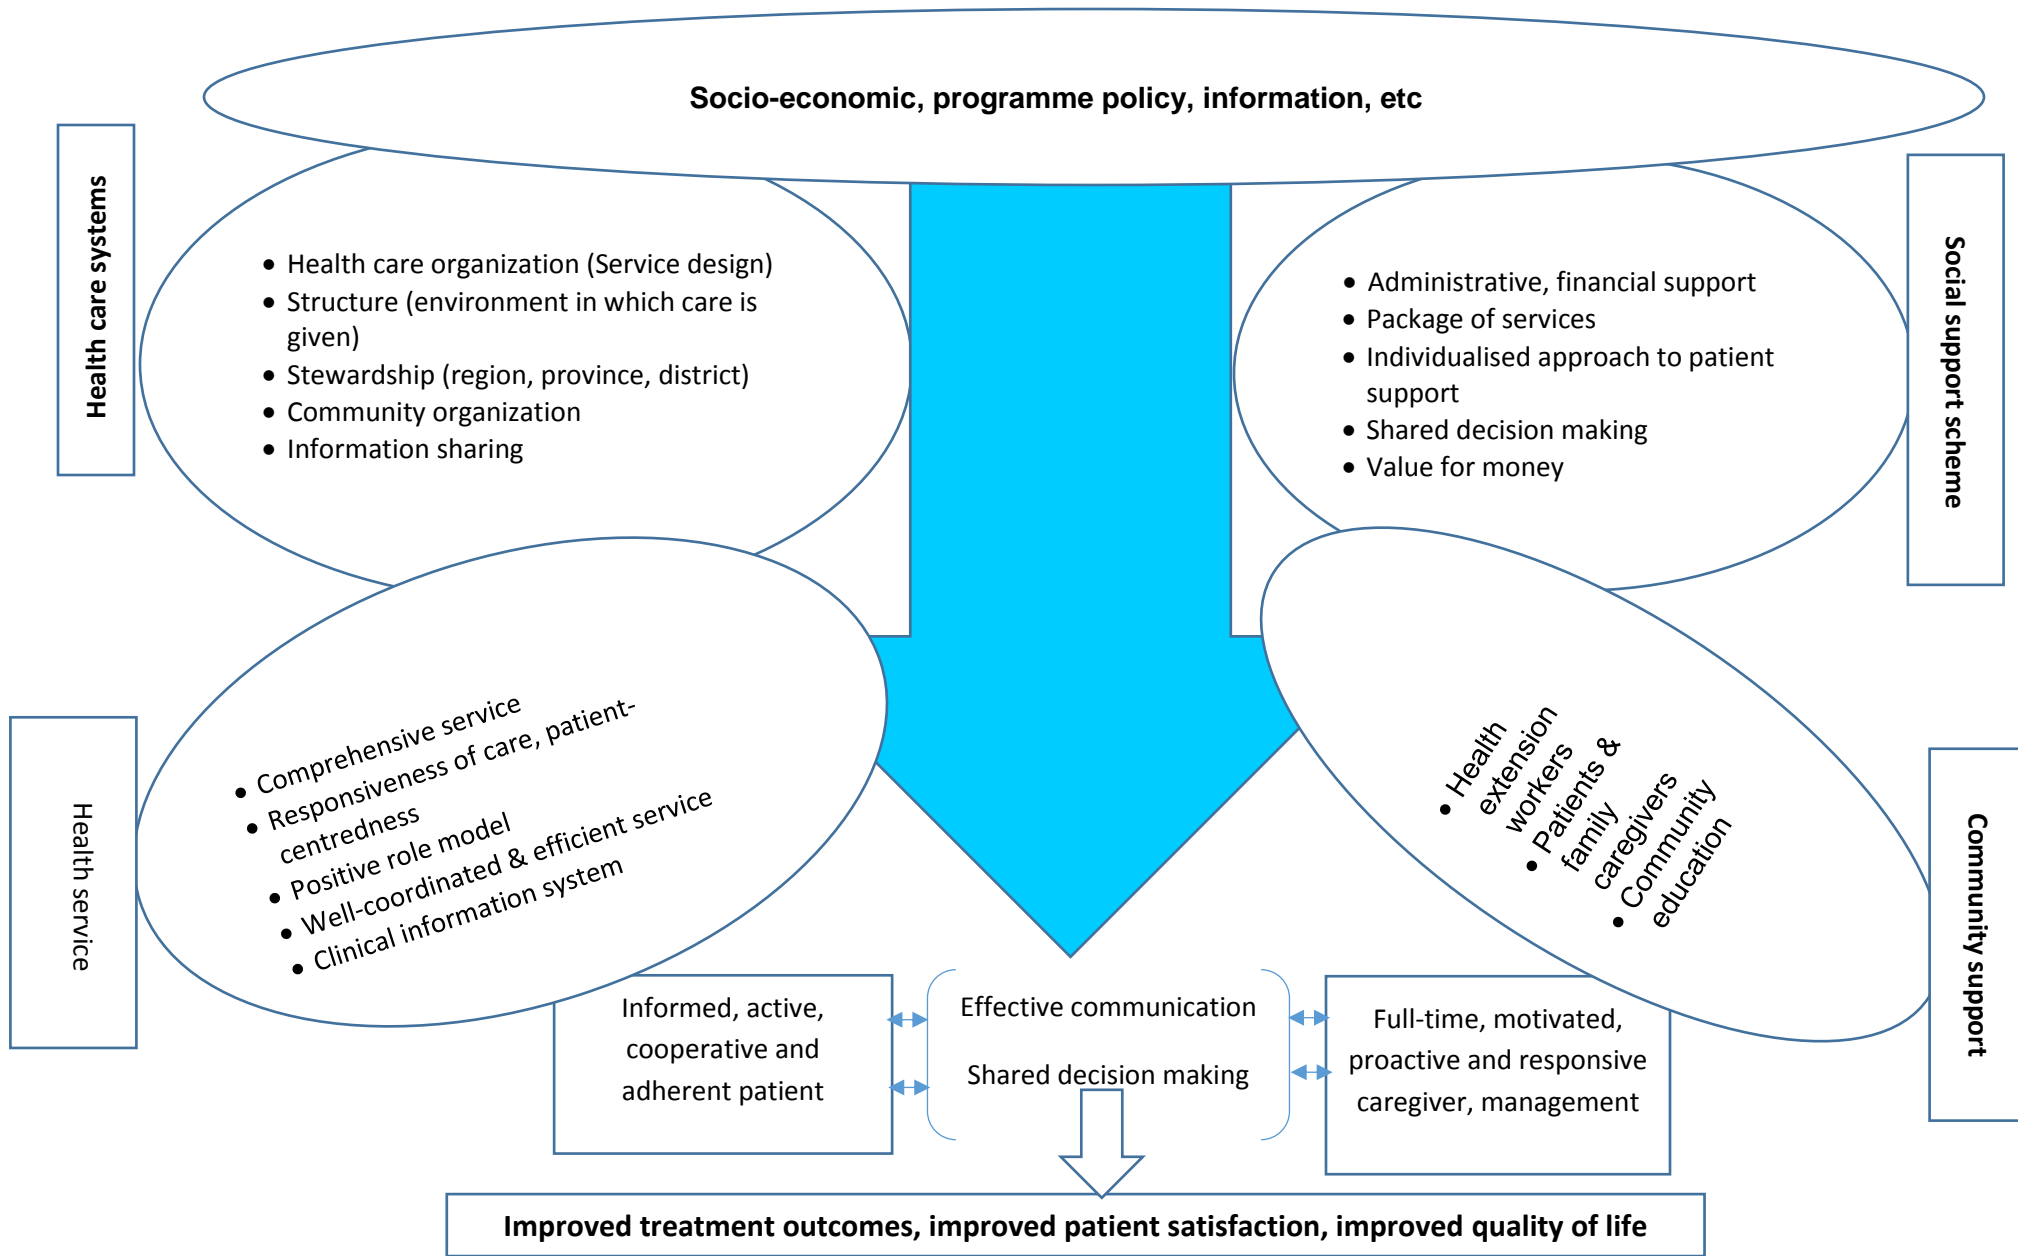 Socio-economic, programme policy, information, etc
Health care systems
• Health care organization (Service design)
• Structure (environment in which care is
given)
• Stewardship (region, province, district)
• Community organization
• Information sharing
• Administrative, financial support
• Package of services
• Individualised approach to patient
support
• Shared decision making
• Value for money
Social support scheme
Health service
• Comprehensive service
• Responsiveness of care, patient-
centredness
• Positive role model
• Well-coordinated & efficient service
• Clinical information system
• Health
extension
workers
• Patients &
family
caregivers
• Community
education
Community support
Informed, active,
cooperative and
adherent patient
Effective communication
Shared decision making
Full-time, motivated,
proactive and responsive
caregiver, management
Improved treatment outcomes, improved patient satisfaction, improved quality of life